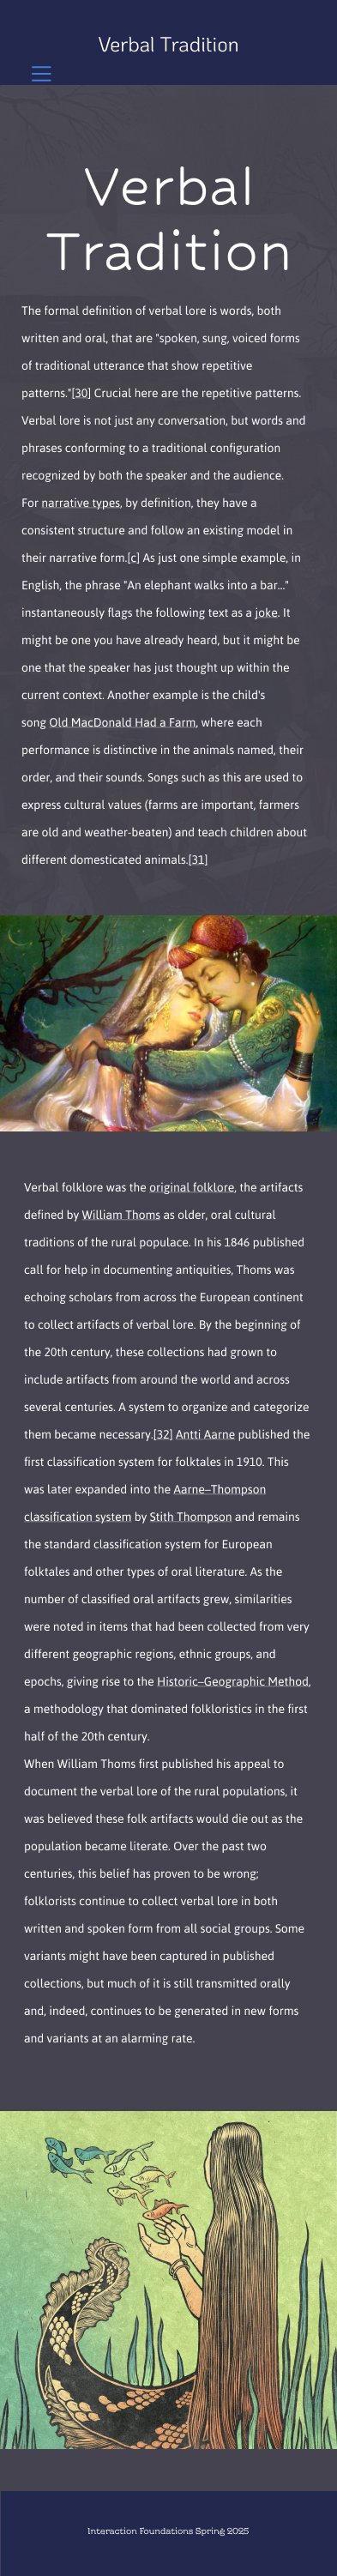 Verbal Tradition
Verbal
Tradition
The formal definition of verbal lore is words, both
written and oral, that are "spoken, sung, voiced forms
of traditional utterance that show repetitive
patterns."[30] Crucial here are the repetitive patterns.
Verbal lore is not just any conversation, but words and
phrases conforming to a traditional configuration
recognized by both the speaker and the audience.
For narrative types, by definition, they have a
consistent structure and follow an existing model in
their narrative form.[c] As just one simple example, in
English, the phrase "An elephant walks into a bar..."
instantaneously flags the following text as a joke. It
might be one you have already heard, but it might be
one that the speaker has just thought up within the
current context. Another example is the child's
song Old MacDonald Had a Farm, where each
performance is distinctive in the animals named, their
order, and their sounds. Songs such as this are used to
express cultural values (farms are important, farmers
are old and weather-beaten) and teach children about
different domesticated animals.[31]
Verbal folklore was the original folklore, the artifacts
defined by William Thoms as older, oral cultural
traditions of the rural populace. In his 1846 published
call for help in documenting antiquities, Thoms was
echoing scholars from across the European continent
to collect artifacts of verbal lore. By the beginning of
the 20th century, these collections had grown to
include artifacts from around the world and across
several centuries. A system to organize and categorize
them became necessary.[32] Antti Aarne published the
first classification system for folktales in 1910. This
was later expanded into the Aarne–Thompson
classification system by Stith Thompson and remains
the standard classification system for European
folktales and other types of oral literature. As the
number of classified oral artifacts grew, similarities
were noted in items that had been collected from very
different geographic regions, ethnic groups, and
epochs, giving rise to the Historic–Geographic Method,
a methodology that dominated folkloristics in the first
half of the 20th century.
When William Thoms first published his appeal to
document the verbal lore of the rural populations, it
was believed these folk artifacts would die out as the
population became literate. Over the past two
centuries, this belief has proven to be wrong;
folklorists continue to collect verbal lore in both
written and spoken form from all social groups. Some
variants might have been captured in published
collections, but much of it is still transmitted orally
and, indeed, continues to be generated in new forms
and variants at an alarming rate.
Interaction Foundations Spring 2025